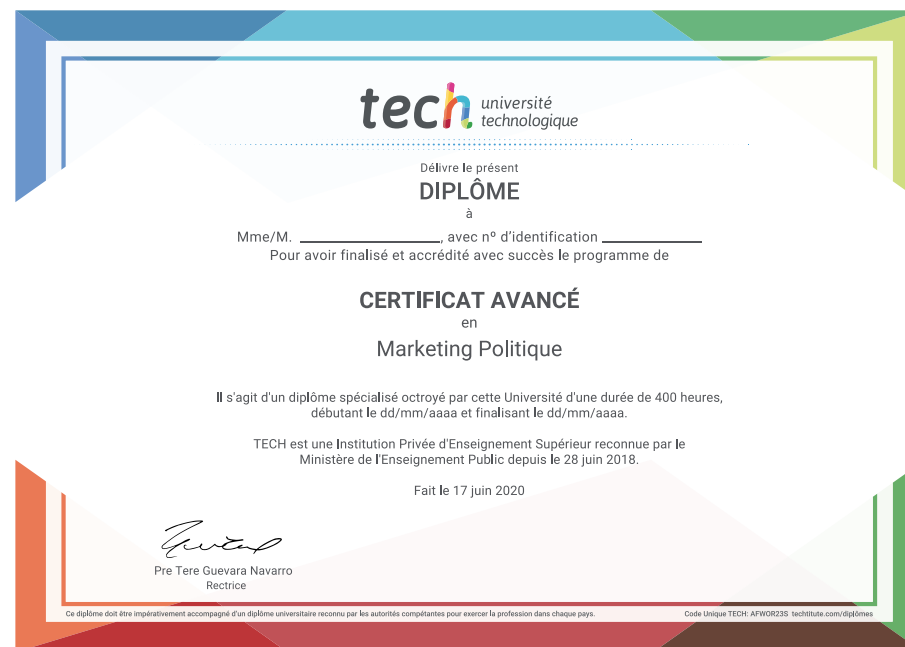 tech université
technologique
Délivre le présent
DIPLÔME
à
Mme/M. ____________________, avec nº d'identification ______________
Pour avoir finalisé et accrédité avec succès le programme de
CERTIFICAT AVANCÉ
en
Marketing Politique
Il s'agit d'un diplôme spécialisé octroyé par cette Université d'une durée de 400 heures,
débutant le dd/mm/aaaa et finalisant le dd/mm/aaaa.
TECH est une Institution Privée d'Enseignement Supérieur reconnue par le
Ministère de l'Enseignement Public depuis le 28 juin 2018.
Fait le 17 juin 2020
Pre Tere Guevara Navarro
Rectrice
Ce diplôme doit être impérativement accompagné d'un diplôme universitaire reconnu par les autorités compétantes pour exercer la profession dans chaque pays.
Code Unique TECH: AFWOR23S techtitute.com/diplômes